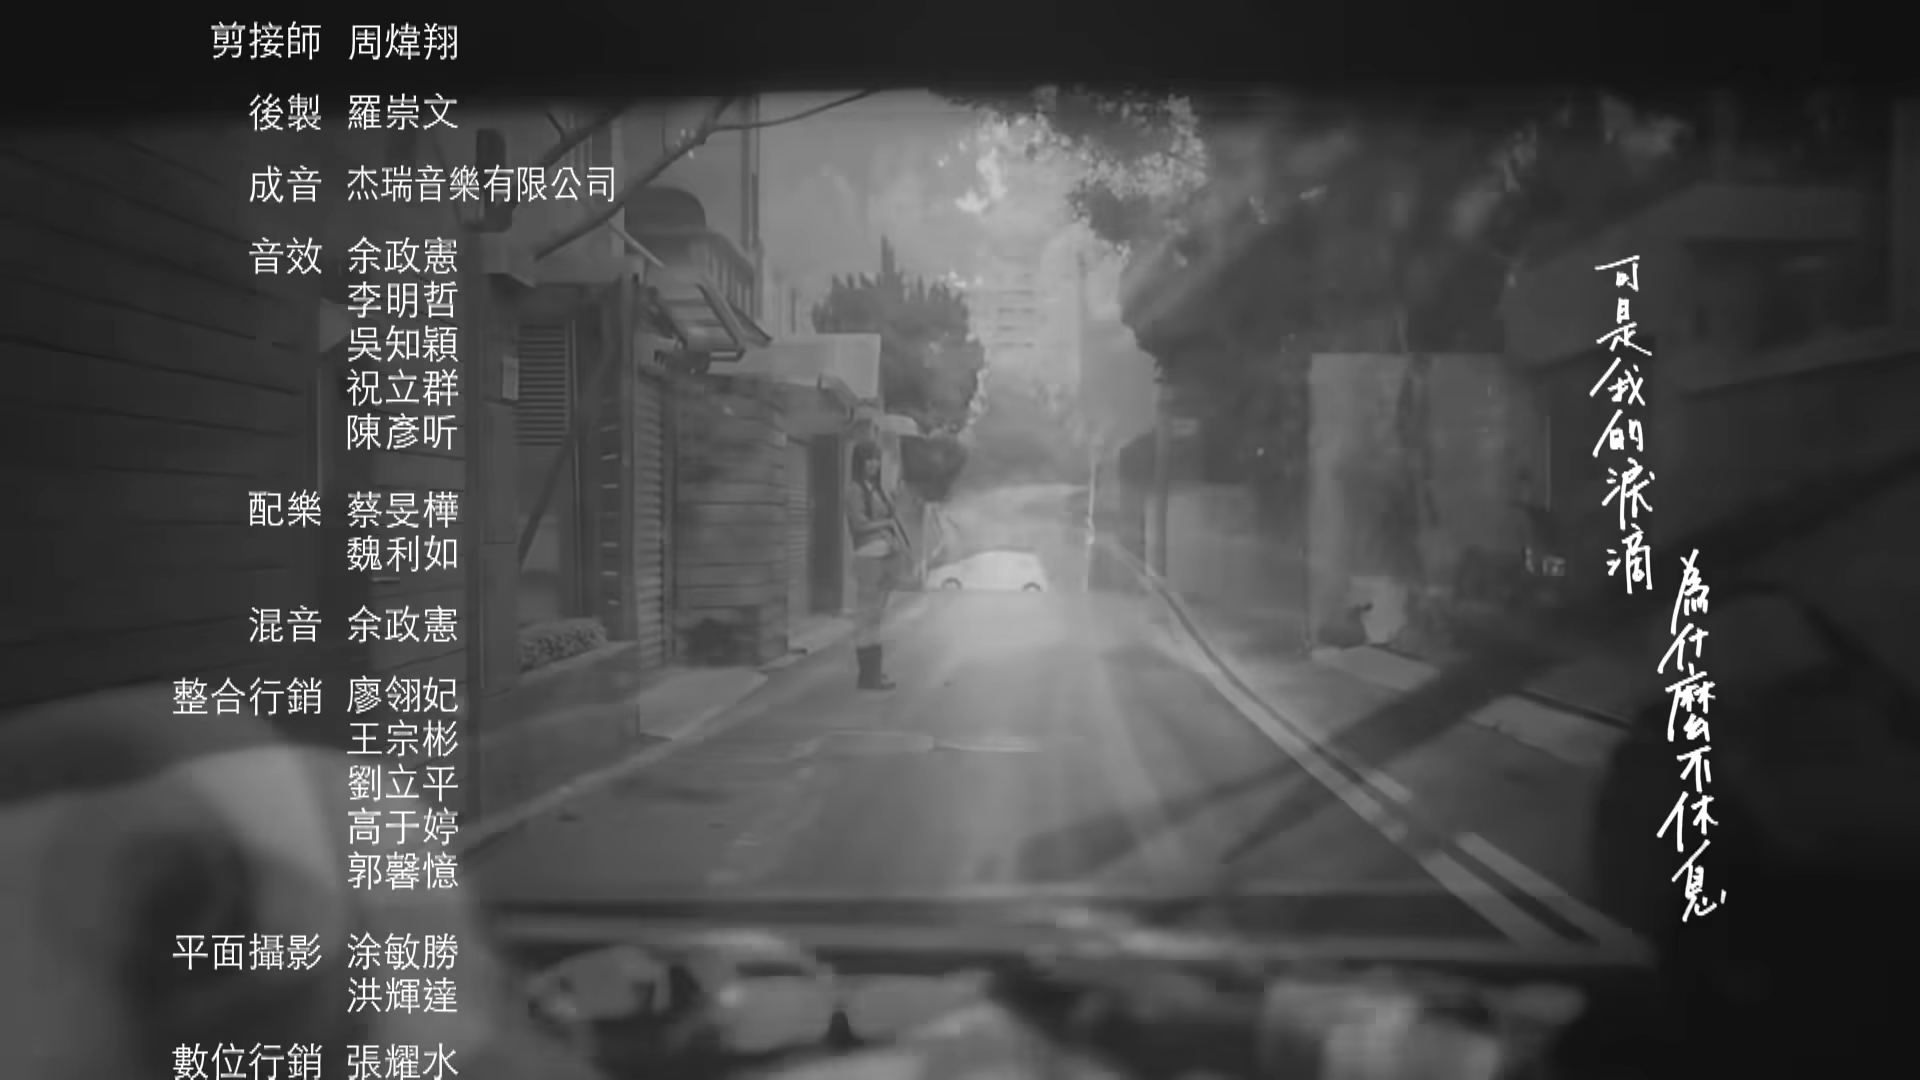 剪接師 周煒翔
後製 羅崇文
成音 杰瑞音樂有限公司
音效 余政憲
李明哲
吳知穎
祝立群
陳彥听
配樂 蔡旻樺
魏利如
混音 余政憲
整合行銷 廖翎妃
王宗彬
劉立平
高于婷
郭馨憶
平面攝影 涂敏勝
洪輝達
數位行銷 張耀水
可是我的淚滴
為什麼不休息